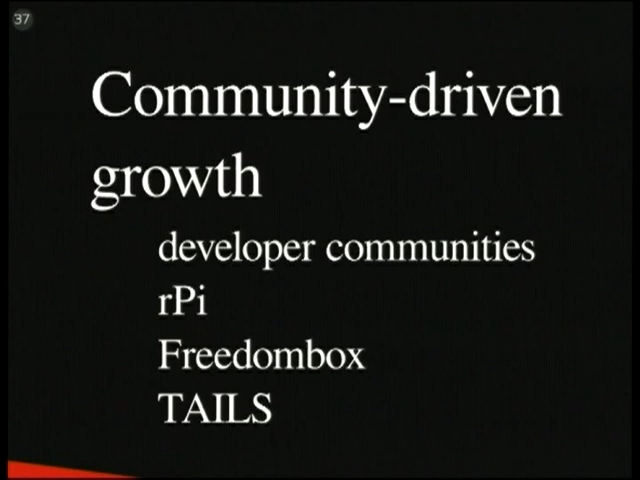 37
Community-driven
growth
developer communities
rPi
Freedombox
TAILS